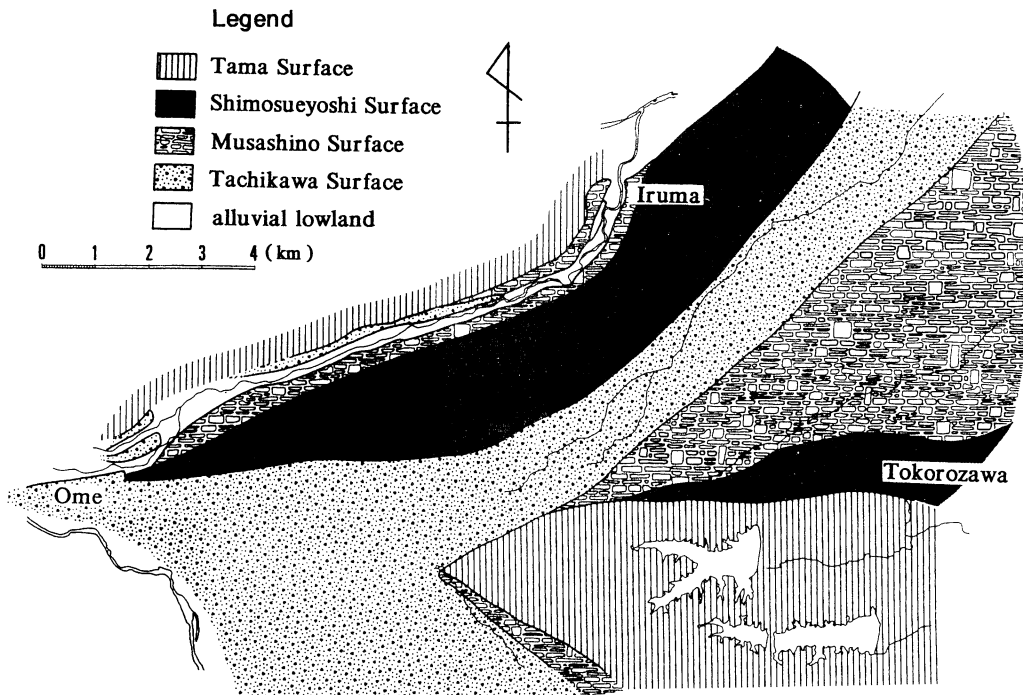 Legend
Tama Surface
Shimosueyoshi Surface
Musashino Surface
Tachikawa Surface
alluvial lowland
0 1 2 3 4 (km)
Iruma
Tokorozawa
Ome